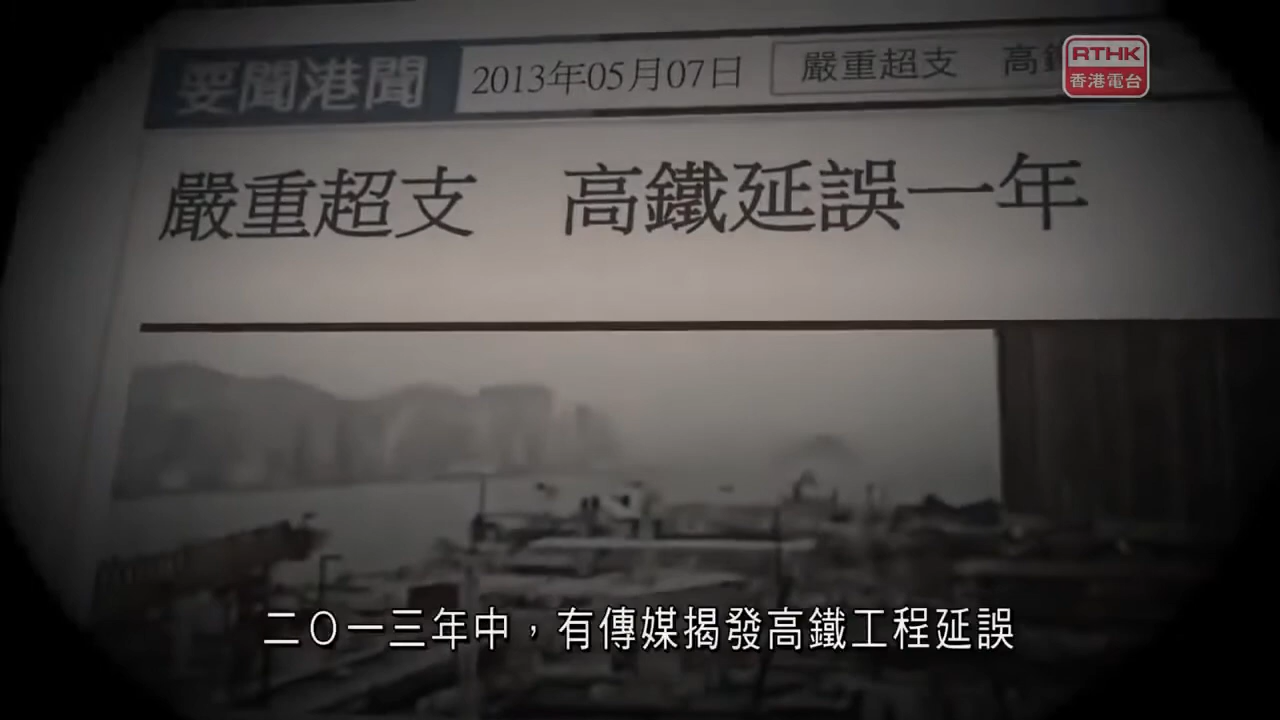 要聞港聞 2013年05月07日 嚴重超支 高
RTHK
香港電台
嚴重超支 高鐵延誤一年
二〇一三年中，有傳媒揭發高鐵工程延誤